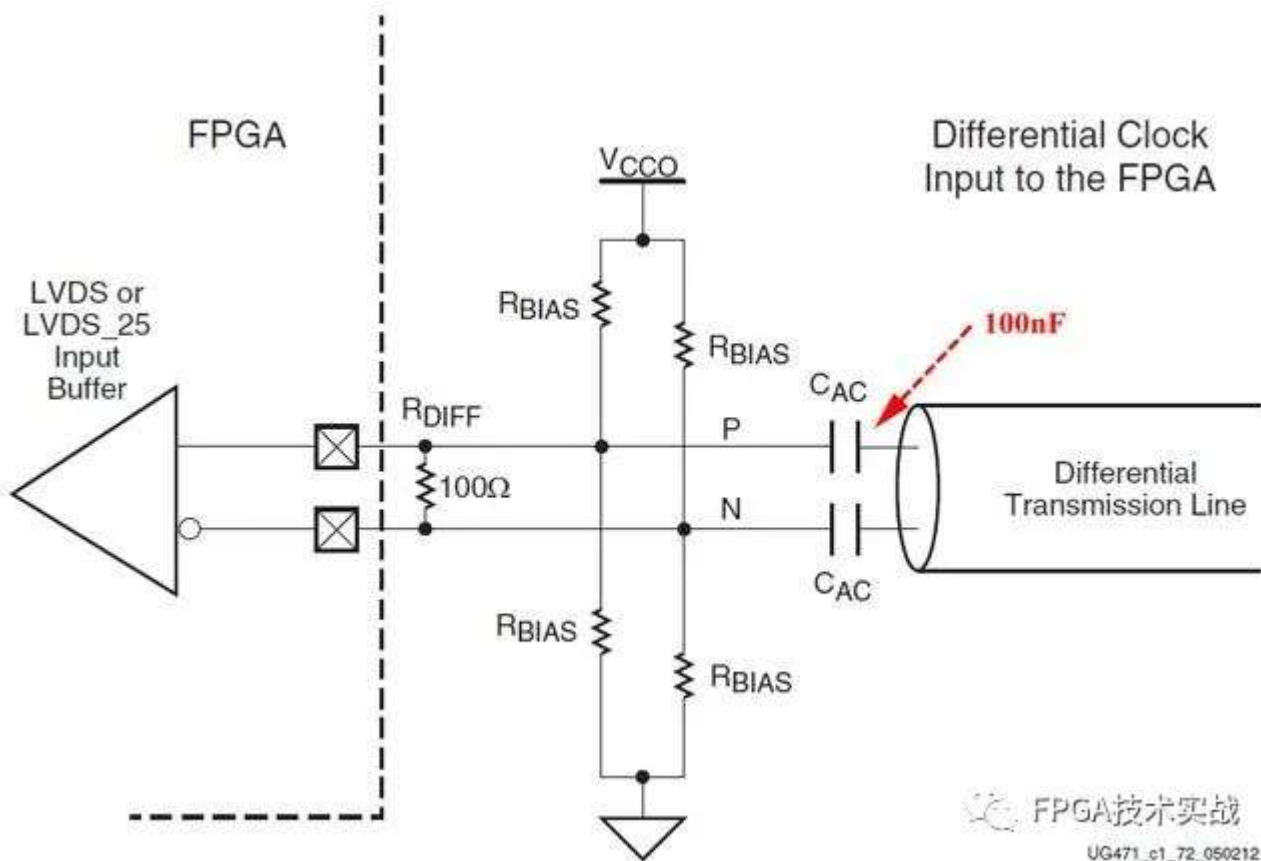 FPGA
Differential Clock
Input to the FPGA
VCCO
LVDS or
LVDS_25
Input
Buffer
RBIAS
RBIAS
100nF
CAC
RDIFF
P
100Ω
N
Differential
Transmission Line
CAC
RBIAS
RBIAS
FPGA技术实战
UG471_c1_72_050212